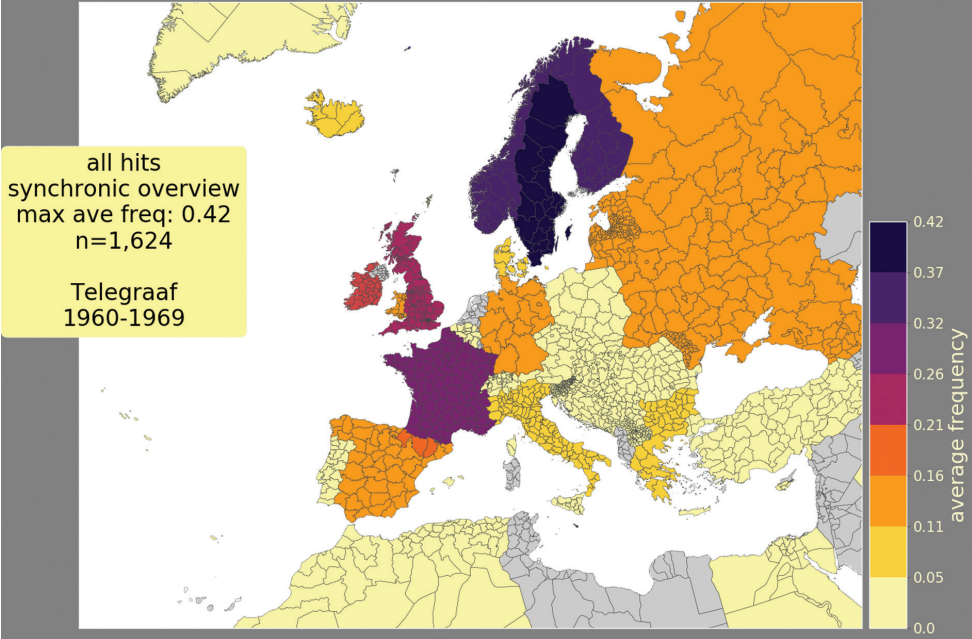 all hits
synchronic overview
max ave freq: 0.42
n=1,624
Telegraaf
1960-1969
0.42
0.37
0.32
0.26
0.21
0.16
0.11
0.05
0.0
average frequency